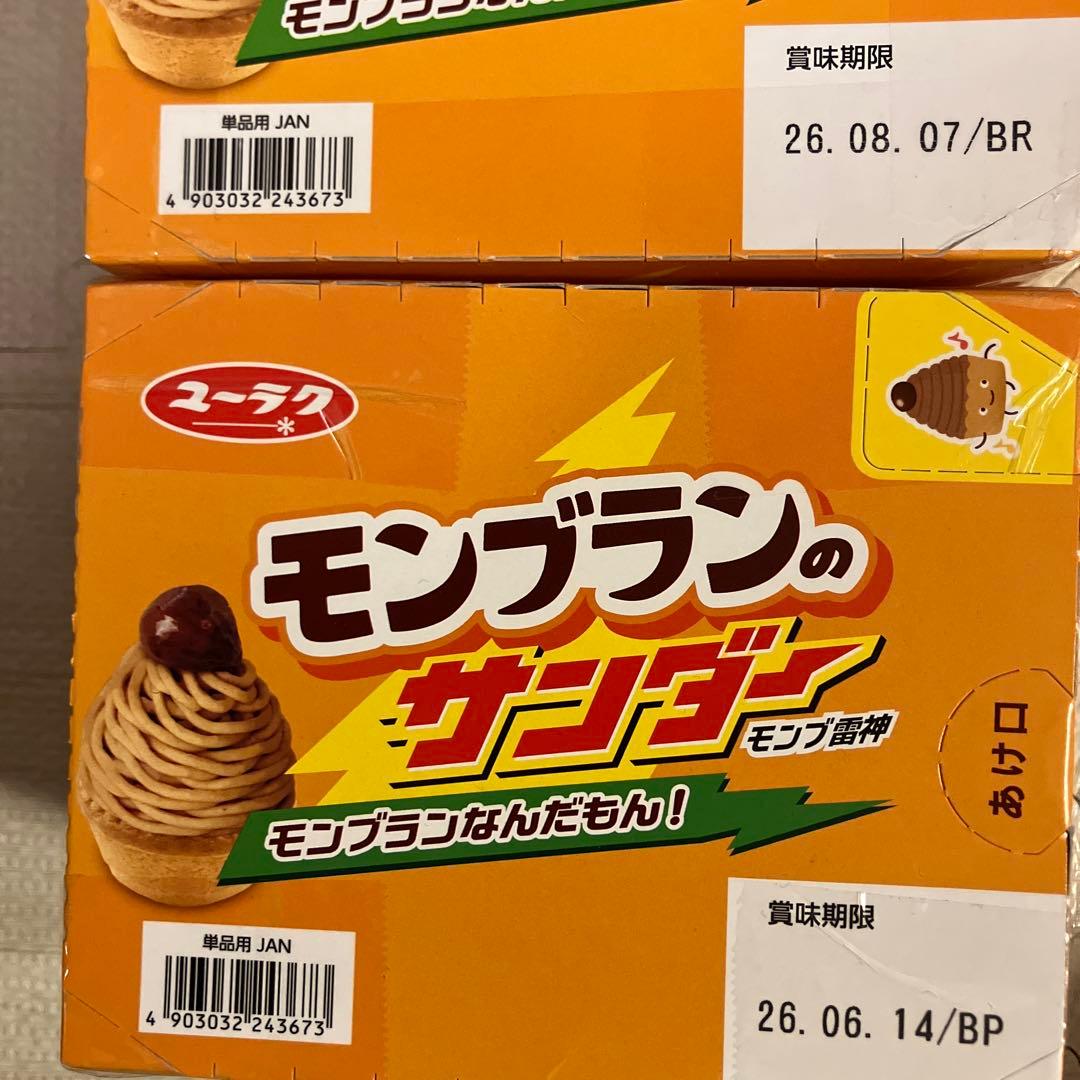 モンブランなんだ
賞味期限
単品用 JAN
26.08.07/BR
4 903032 243673
ユーラク
モンブランの
サンダー
モンブ雷神
あけ口
モンブランなんだもん!
賞味期限
単品用 JAN
26.06.14/BP
4 903032 243673